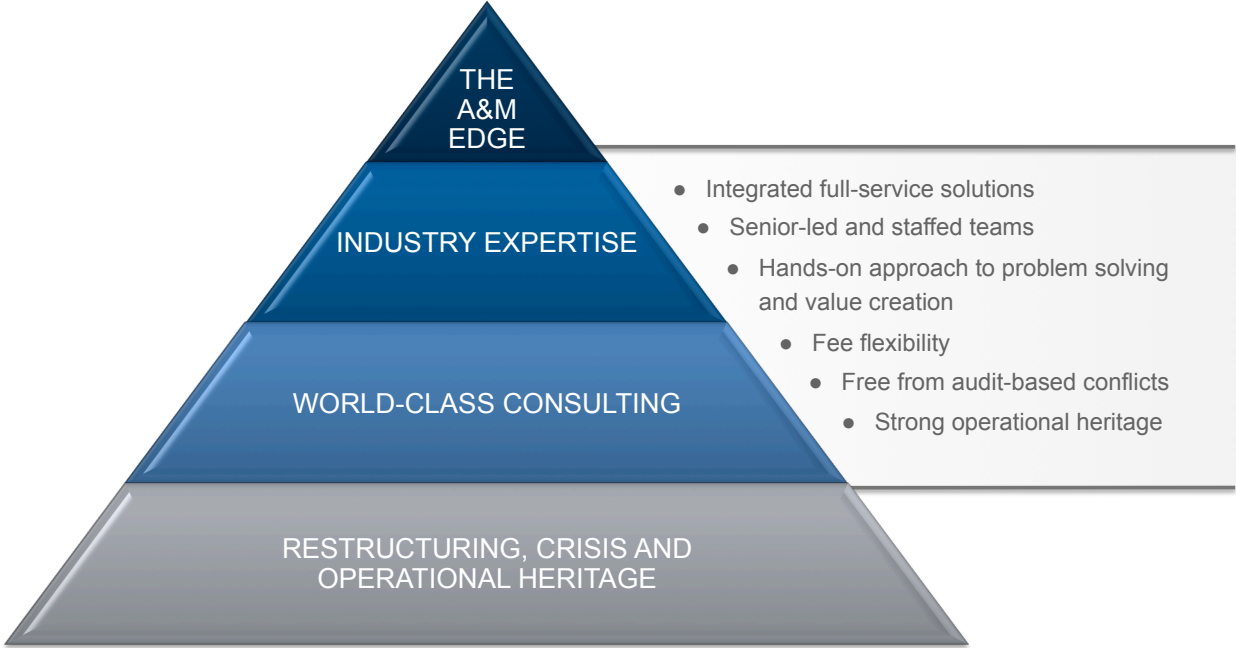 THE
A&M
EDGE
INDUSTRY EXPERTISE
WORLD-CLASS CONSULTING
RESTRUCTURING, CRISIS AND
OPERATIONAL HERITAGE
● Integrated full-service solutions
● Senior-led and staffed teams
● Hands-on approach to problem solving
and value creation
● Fee flexibility
● Free from audit-based conflicts
● Strong operational heritage